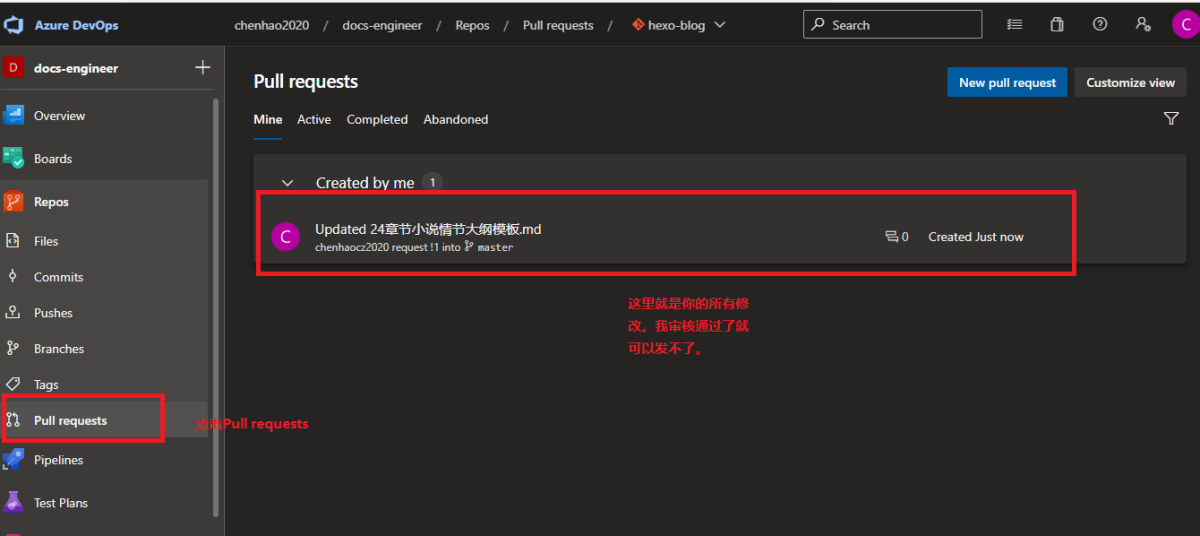 Azure DevOps
chenhao2020 / docs-engineer / Repos / Pull requests / hexo-blog
Search
C
D docs-engineer
Overview
Boards
Repos
Files
Commits
Pushes
Branches
Tags
Pull requests
Pipelines
Test Plans
点击Pull requests
Pull requests
New pull request
Customize view
Mine Active Completed Abandoned
Created by me 1
C
Updated 24章节小说情节大纲模板.md
chenhaocz2020 request !1 into master
0
Created Just now
这里就是你的所有修
改。我审核通过了就
可以发不了。